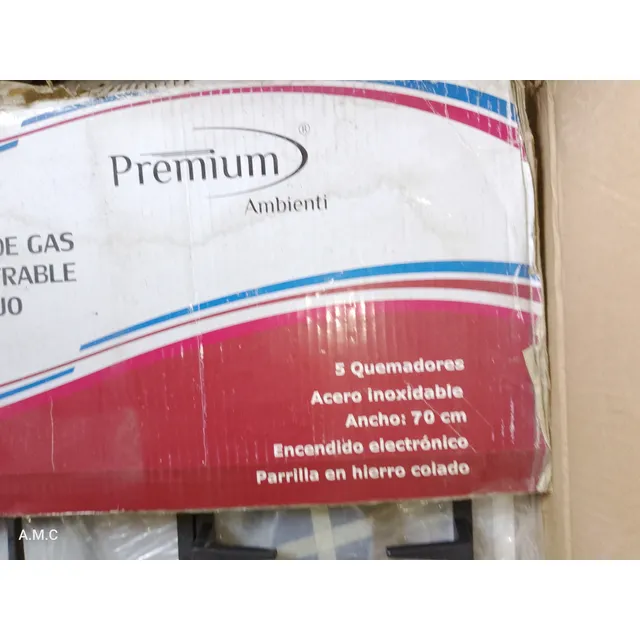 Premium®
Ambienti
DE GAS
TRABLE
JO
5 Quemadores
Acero inoxidable
Ancho: 70 cm
Encendido electrónico
Parrilla en hierro colado
A.M.C